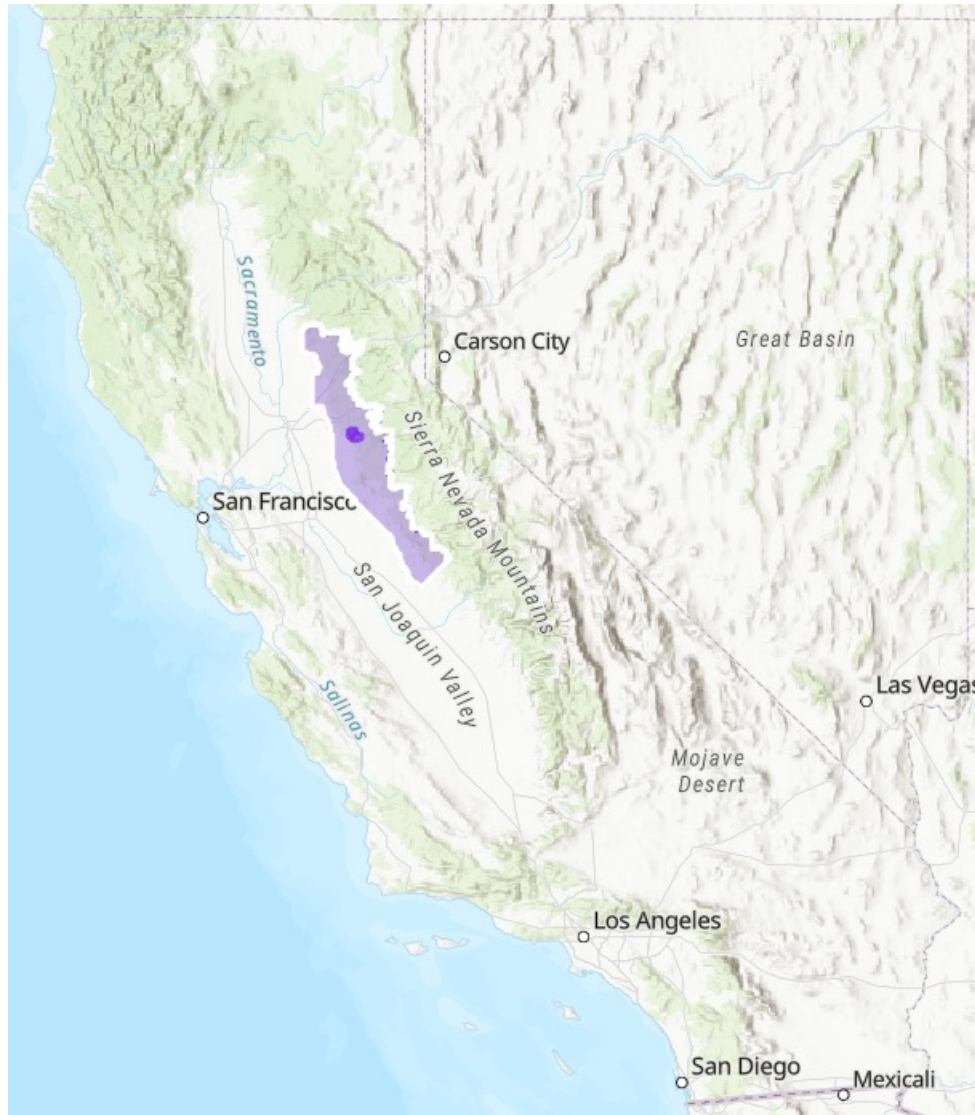 Sacramento
Carson City
Great Basin
Sierra Nevada Mountains
San Francisco
San Joaquin Valley
Salinas
Las Vegas
Mojave
Desert
Los Angeles
San Diego
Mexicali